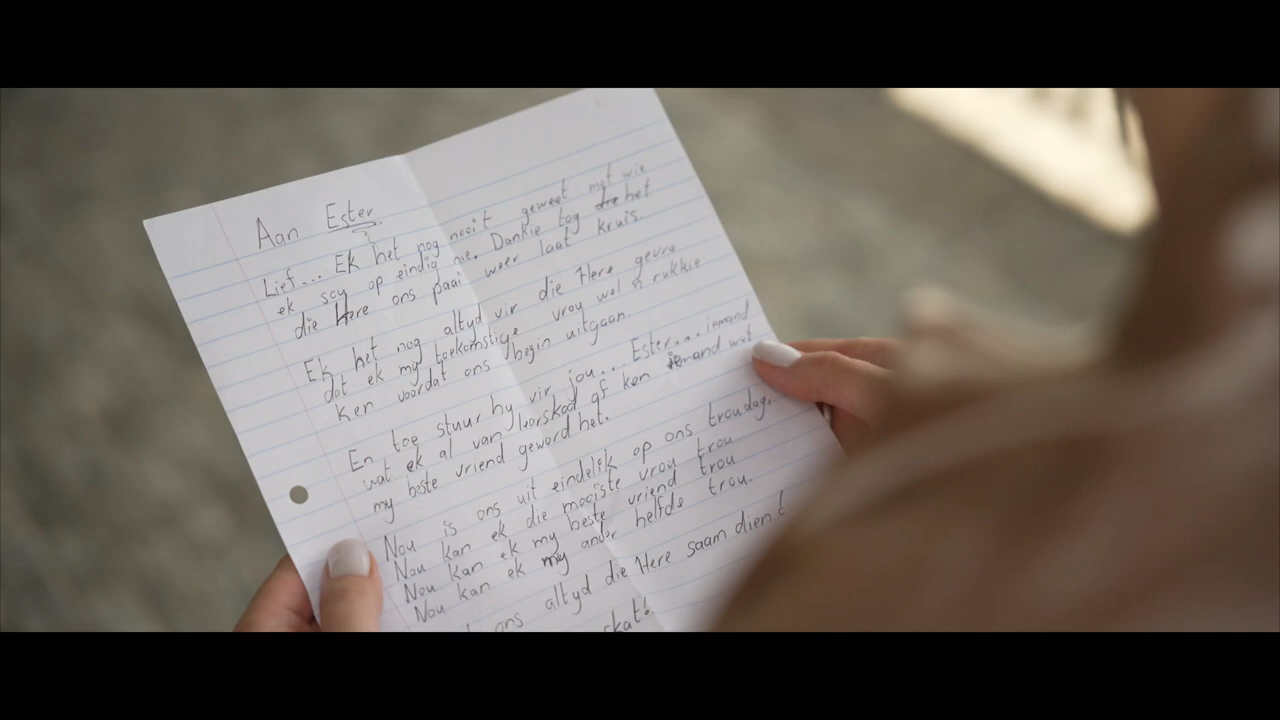 Aan Ester
Lief... Ek het nog nooit geweet met wie
ek soy op eindig nie. Dankie tog het
die Here ons paai weer laat kruis.
Ek het nog altyd vir die Here gevra
dat ek my toekomstige vrou wel 'n rukkie
ken voordat ons begin uitgaan.
En toe stuur hy vir jou... Ester... iemand
wat ek al van leorskool af ken iemand wat
my beste vriend geword het.
Nou is ons uit eindelik op ons troudag.
Nou kan ek die mooiste vrou trou
Nou kan ek my beste vriend trou
Nou kan ek my ander helfde trou.
ons altyd die Here saam dien!
skat!